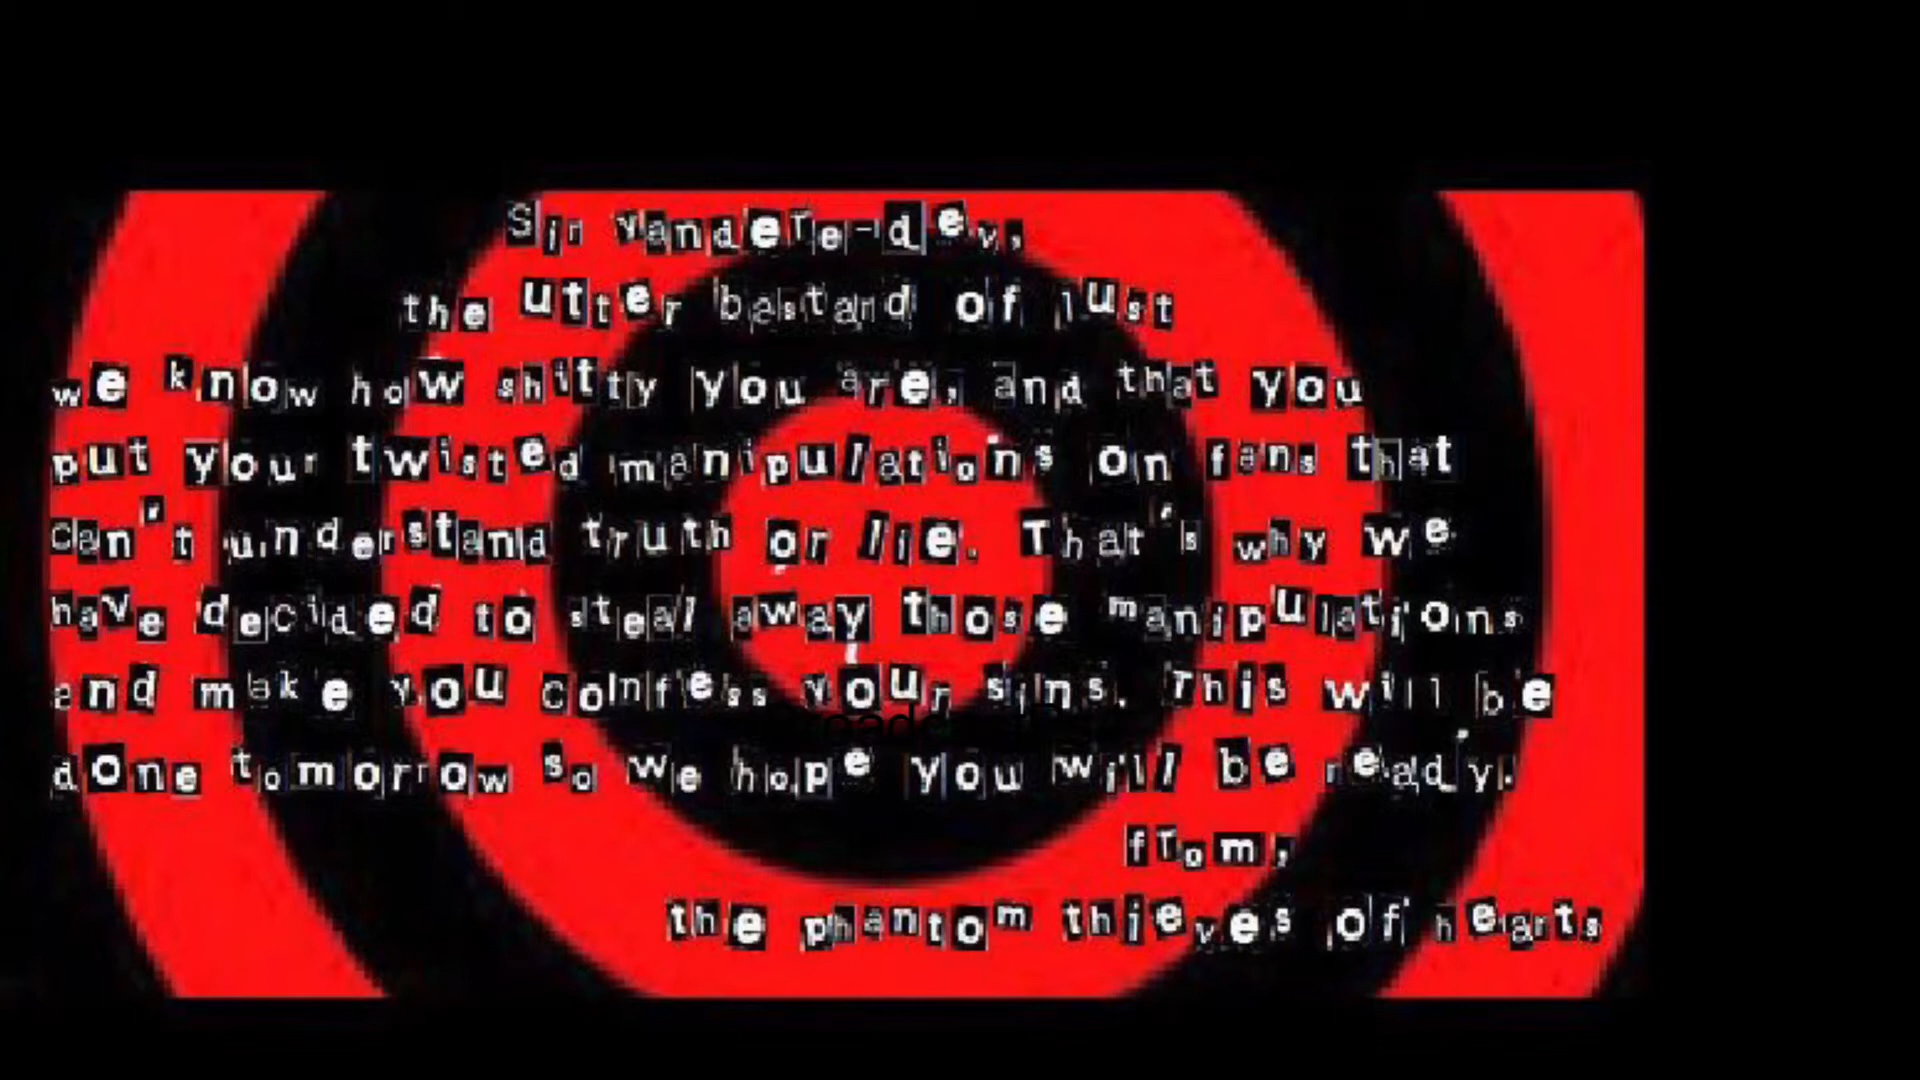 Sir Yandere-dev,
the utter bastard of lust
we know how shitty you are, and that you
put your twisted manipulations on fans that
can't understand truth or lie. That's why we
have decided to steal away those manipulations
and make you confess your sins. This will be
done tomorrow so we hope you will be ready.
from,
the phantom thieves of hearts